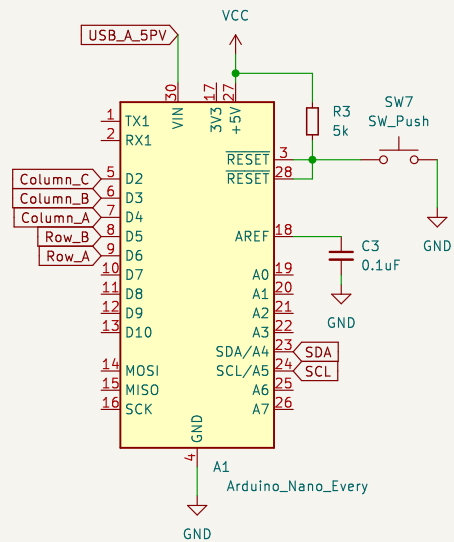 VCC
USB_A_5PV
30
17
27
VIN
3V3
+5V
1 TX1
2 RX1
R3
5k
SW7
SW_Push
RESET 3
RESET 28
Column_C 5 D2
Column_B 6 D3
Column_A 7 D4
Row_B 8 D5
Row_A 9 D6
10 D7
11 D8
12 D9
13 D10
14 MOSI
15 MISO
16 SCK
AREF 18
C3
0.1uF
GND
GND
A0 19
A1 20
A2 21
A3 22
SDA/A4 23 SDA
SCL/A5 24 SCL
A6 25
A7 26
GND
4
A1
Arduino_Nano_Every
GND